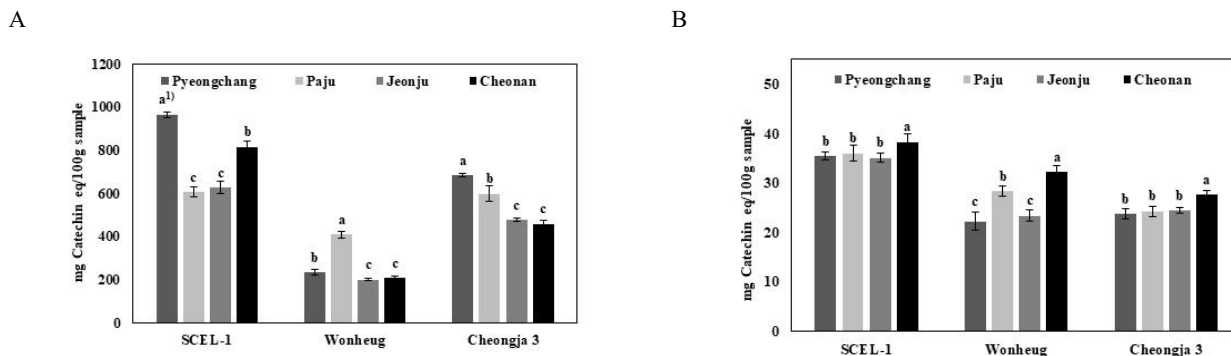 A
B
mg Catechin eq/100g sample
1200
1000
800
600
400
200
0
Pyeongchang Paju Jeonju Cheonan
a1) c c b
b a c c
a b c c
SCEL-1 Wonheug Cheongja 3
mg Catechin eq/100g sample
50
40
30
20
10
0
Pyeongchang Paju Jeonju Cheonan
b b b a
c b c a
b b b a
SCEL-1 Wonheug Cheongja 3